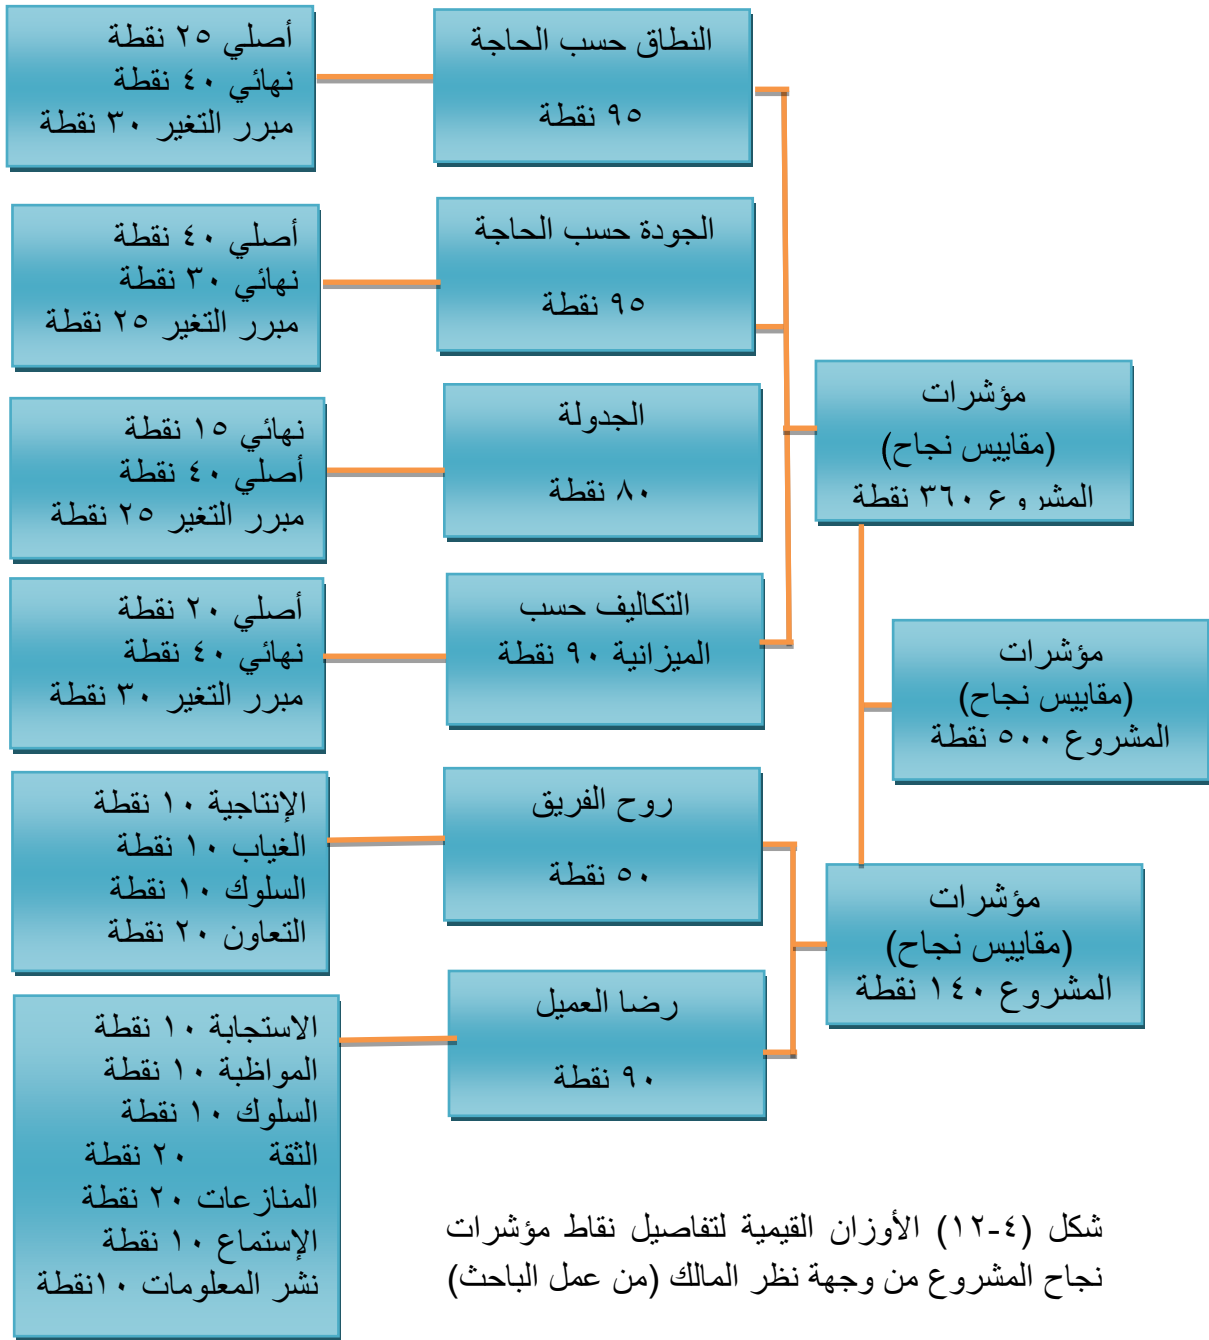 مؤشرات
(مقاييس نجاح)
المشروع ٥٠٠ نقطة
مؤشرات
(مقاييس نجاح)
المشروع ٣٦٠ نقطة
النطاق حسب الحاجة
٩٥ نقطة
أصلي ٢٥ نقطة
نهائي ٤٠ نقطة
مبرر التغير ٣٠ نقطة
الجودة حسب الحاجة
٩٥ نقطة
أصلي ٤٠ نقطة
نهائي ٣٠ نقطة
مبرر التغير ٢٥ نقطة
الجدولة
٨٠ نقطة
نهائي ١٥ نقطة
أصلي ٤٠ نقطة
مبرر التغير ٢٥ نقطة
التكاليف حسب
الميزانية ٩٠ نقطة
أصلي ٢٠ نقطة
نهائي ٤٠ نقطة
مبرر التغير ٣٠ نقطة
مؤشرات
(مقاييس نجاح)
المشروع ١٤٠ نقطة
روح الفريق
٥٠ نقطة
الإنتاجية ١٠ نقطة
الغياب ١٠ نقطة
السلوك ١٠ نقطة
التعاون ٢٠ نقطة
رضا العميل
٩٠ نقطة
الاستجابة ١٠ نقطة
المواظبة ١٠ نقطة
السلوك ١٠ نقطة
الثقة ٢٠ نقطة
المنازعات ٢٠ نقطة
الإستماع ١٠ نقطة
نشر المعلومات ١٠نقطة
شكل (٤-١٢) الأوزان القيمية لتفاصيل نقاط مؤشرات
نجاح المشروع من وجهة نظر المالك (من عمل الباحث)